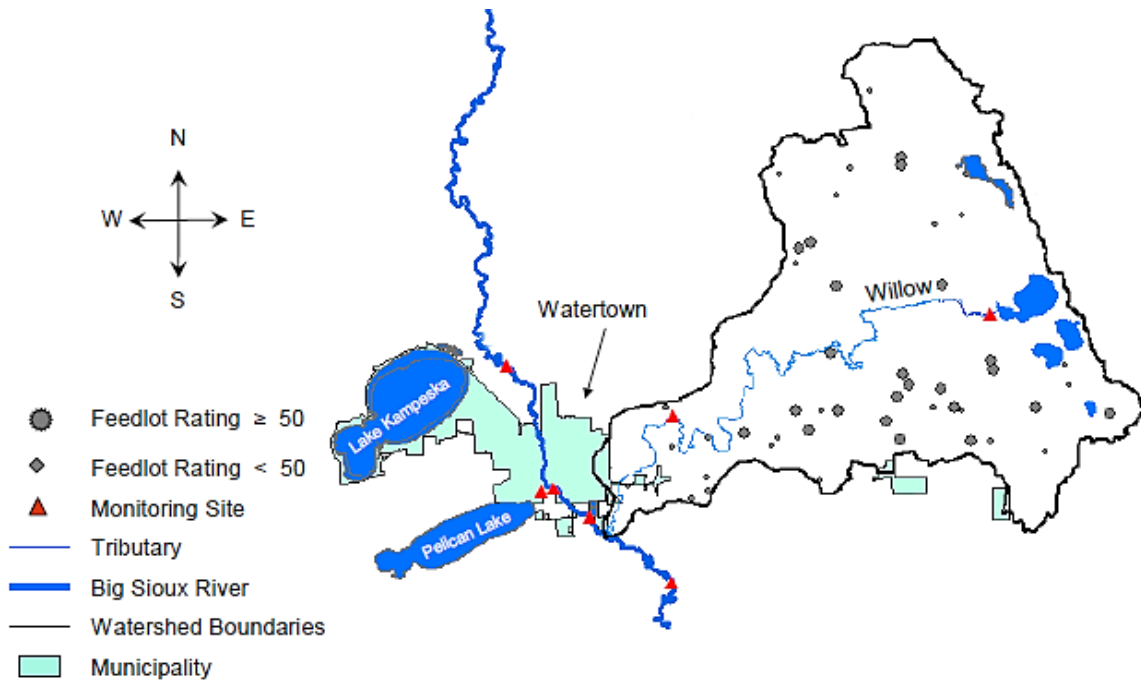 N
W
E
S
Willow
Watertown
Lake Kampeska
Pelican Lake
Feedlot Rating ≥ 50
Feedlot Rating < 50
Monitoring Site
Tributary
Big Sioux River
Watershed Boundaries
Municipality